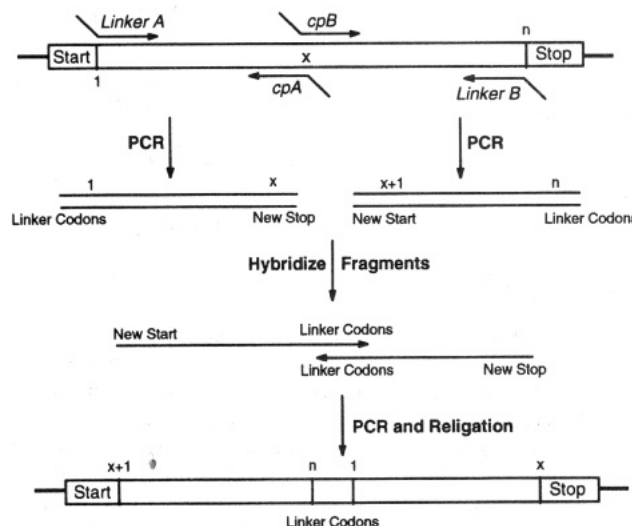 Linker A
cpB
n
Start
x
Stop
1
cpA
Linker B
PCR
PCR
1
x
x+1
n
Linker Codons
New Stop
New Start
Linker Codons
Hybridize Fragments
New Start
Linker Codons
Linker Codons
New Stop
PCR and Religation
x+1
n
1
x
Start
Stop
Linker Codons